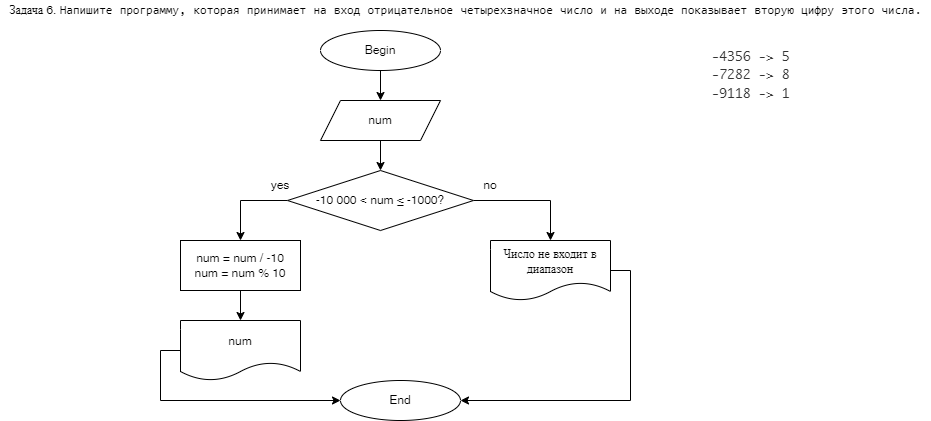 Задача 6. Напишите программу, которая принимает на вход отрицательное четырехзначное число и на выходе показывает вторую цифру этого числа.
Begin
-4356 -> 5
-7282 -> 8
-9118 -> 1
num
yes
no
-10 000 < num ≤ -1000?
num = num / -10
num = num % 10
Число не входит в
диапазон
num
End